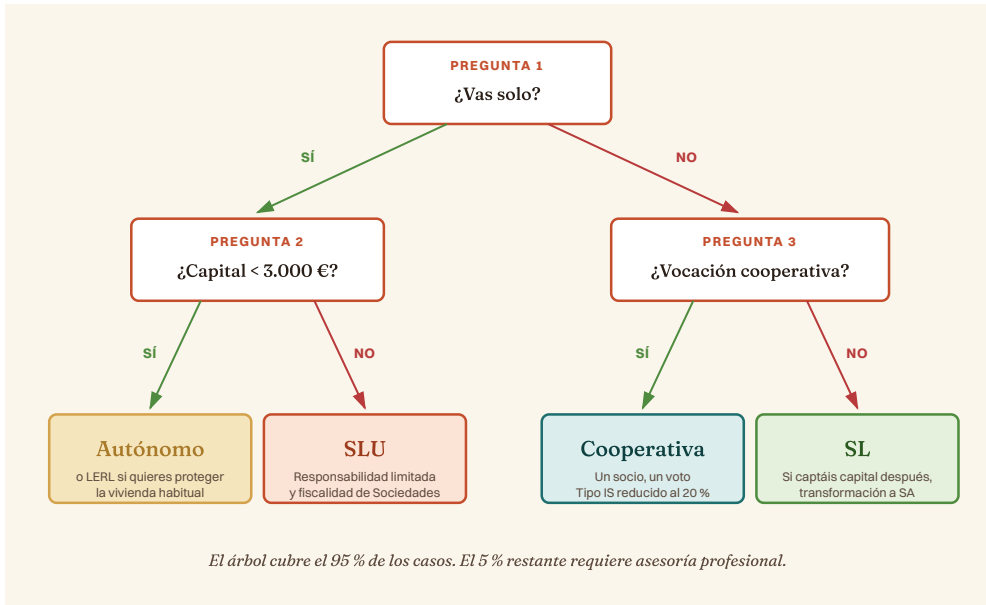 PREGUNTA 1
¿Vas solo?
SÍ
NO
PREGUNTA 2
¿Capital < 3.000 €?
PREGUNTA 3
¿Vocación cooperativa?
SÍ
NO
SÍ
NO
Autónomo
o LERL si quieres proteger
la vivienda habitual
SLU
Responsabilidad limitada
y fiscalidad de Sociedades
Cooperativa
Un socio, un voto
Tipo IS reducido al 20 %
SL
Si captáis capital después,
transformación a SA
El árbol cubre el 95 % de los casos. El 5 % restante requiere asesoría profesional.